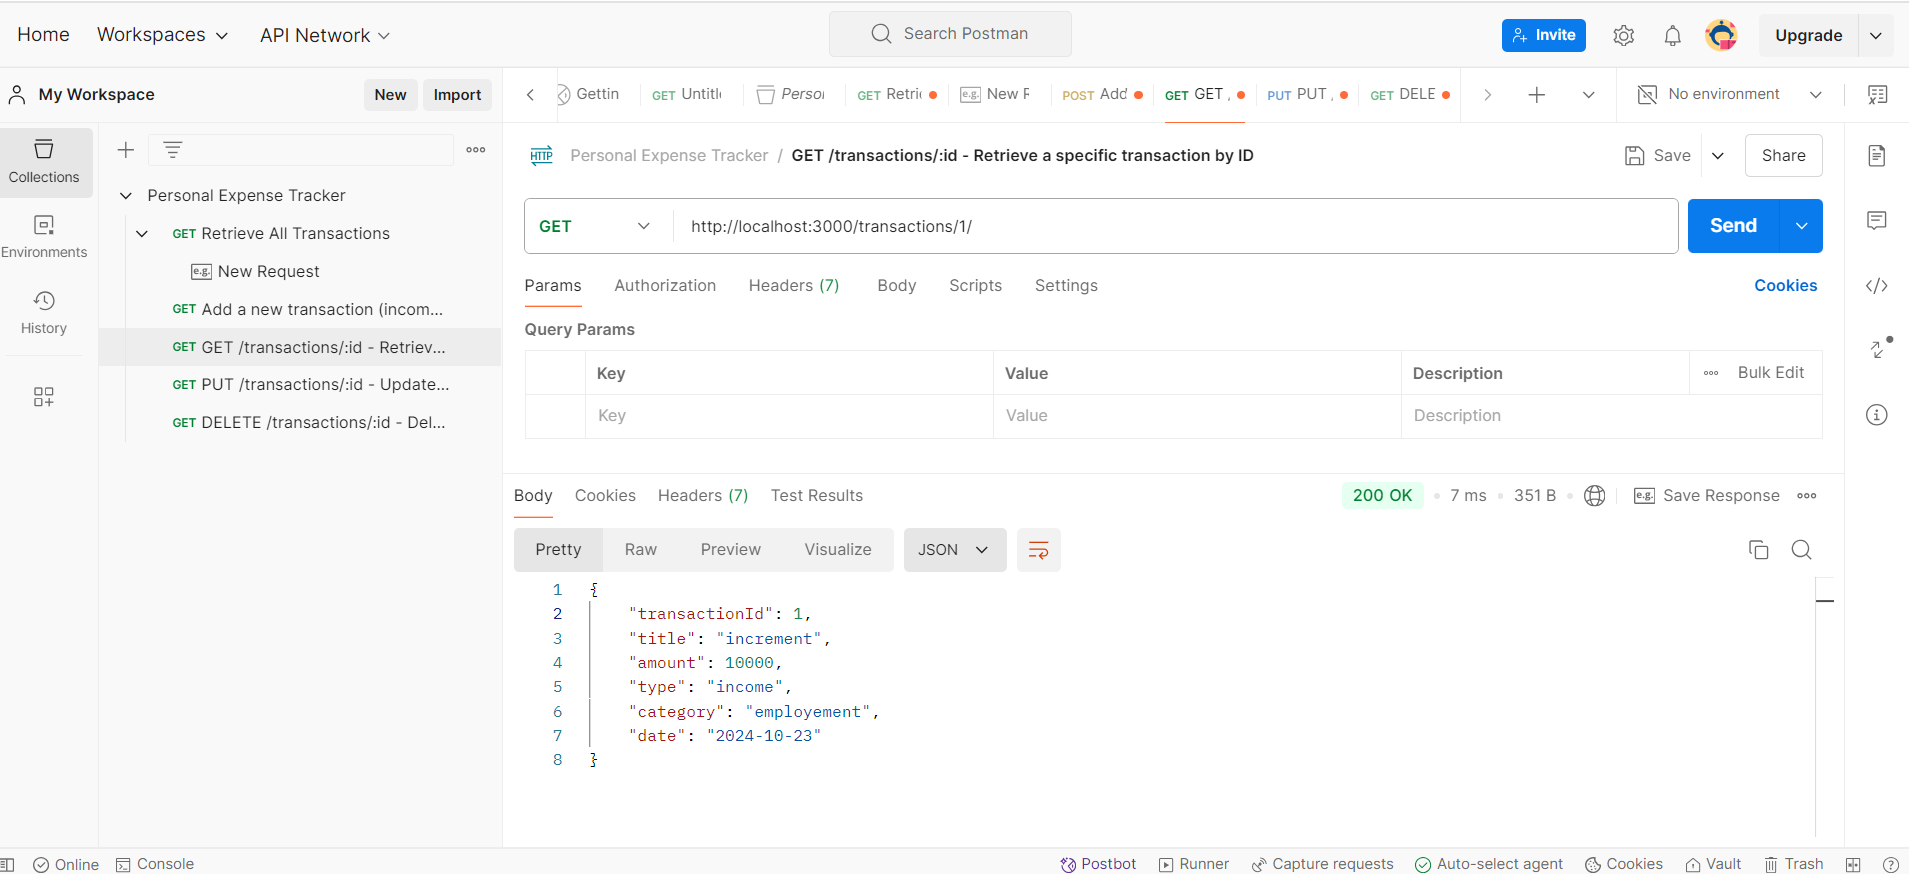 Home Workspaces API Network Search Postman Invite Upgrade
My Workspace New Import
Gettin GET Untitl Person GET Retri e.g. New R POST Add GET GET PUT PUT GET DELE No environment
Collections
Environments
History
Personal Expense Tracker
GET Retrieve All Transactions
e.g. New Request
GET Add a new transaction (incom...
GET GET /transactions/:id - Retriev...
GET PUT /transactions/:id - Update...
GET DELETE /transactions/:id - Del...
HTTP Personal Expense Tracker / GET /transactions/:id - Retrieve a specific transaction by ID Save Share
GET http://localhost:3000/transactions/1/ Send
Params Authorization Headers (7) Body Scripts Settings Cookies
Query Params
Key Value Description Bulk Edit
Key Value Description
Body Cookies Headers (7) Test Results 200 OK 7 ms 351 B e.g. Save Response
Pretty Raw Preview Visualize JSON
1 {
2 "transactionId": 1,
3 "title": "increment",
4 "amount": 10000,
5 "type": "income",
6 "category": "employement",
7 "date": "2024-10-23"
8 }
Online Console Postbot Runner Capture requests Auto-select agent Cookies Vault Trash